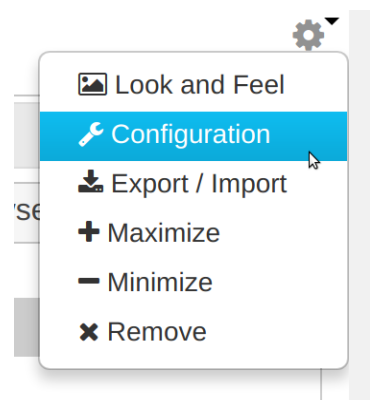 Look and Feel
Configuration
Export / Import
Maximize
Minimize
Remove